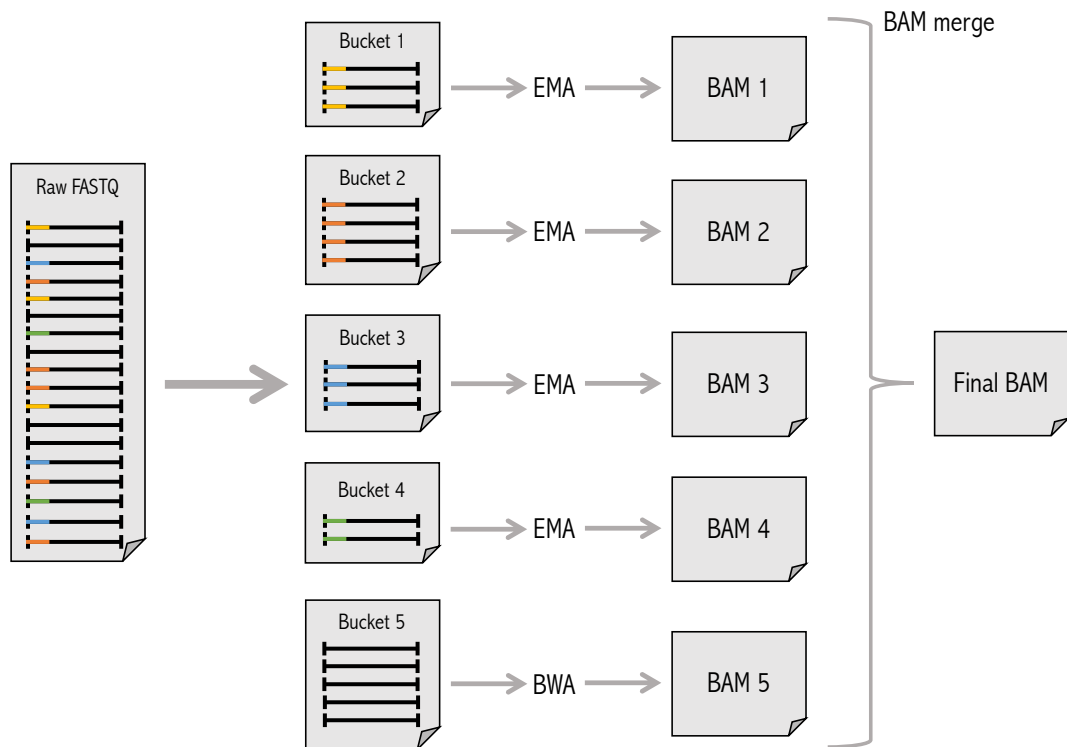 Raw FASTQ
Bucket 1
EMA
BAM 1
Bucket 2
EMA
BAM 2
Bucket 3
EMA
BAM 3
Bucket 4
EMA
BAM 4
Bucket 5
BWA
BAM 5
BAM merge
Final BAM